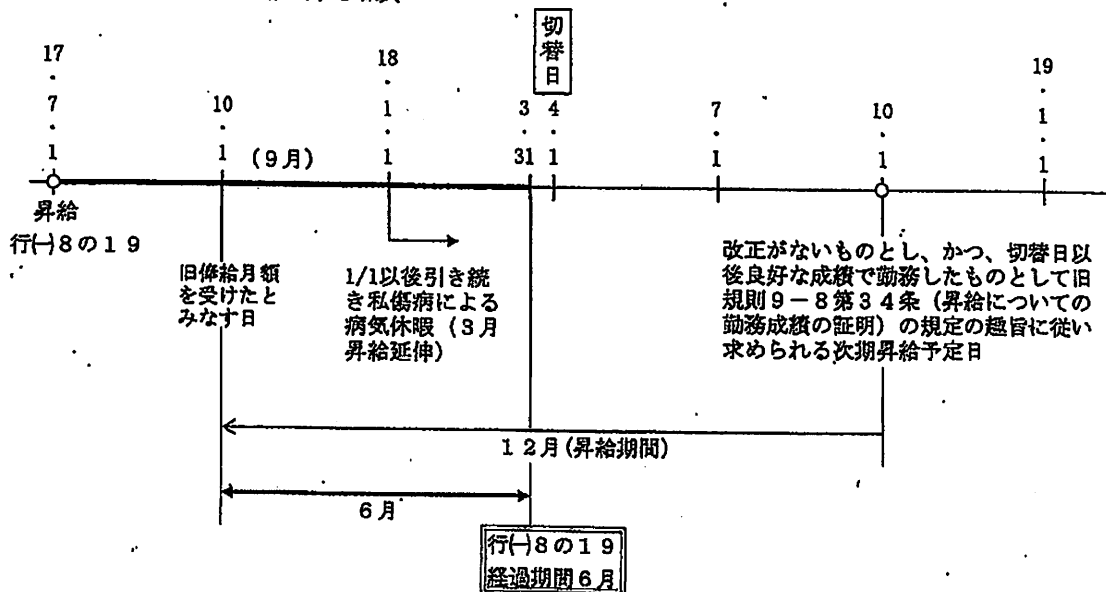 切替日
17・7・1
10・1
(9月)
18・1・1
3・31
4・1
7・1
10・1
19・1・1
昇給
行(一)8の19
旧俸給月額
を受けたと
みなす日
1/1以後引き続
き私傷病による
病気休暇(3月
昇給延伸)
改正がないものとし、かつ、切替日以
後良好な成績で勤務したものとして旧
規則9-8第34条(昇給についての
勤務成績の証明)の規定の趣旨に従い
求められる次期昇給予定日
12月(昇給期間)
6月
行(一)8の19
経過期間6月